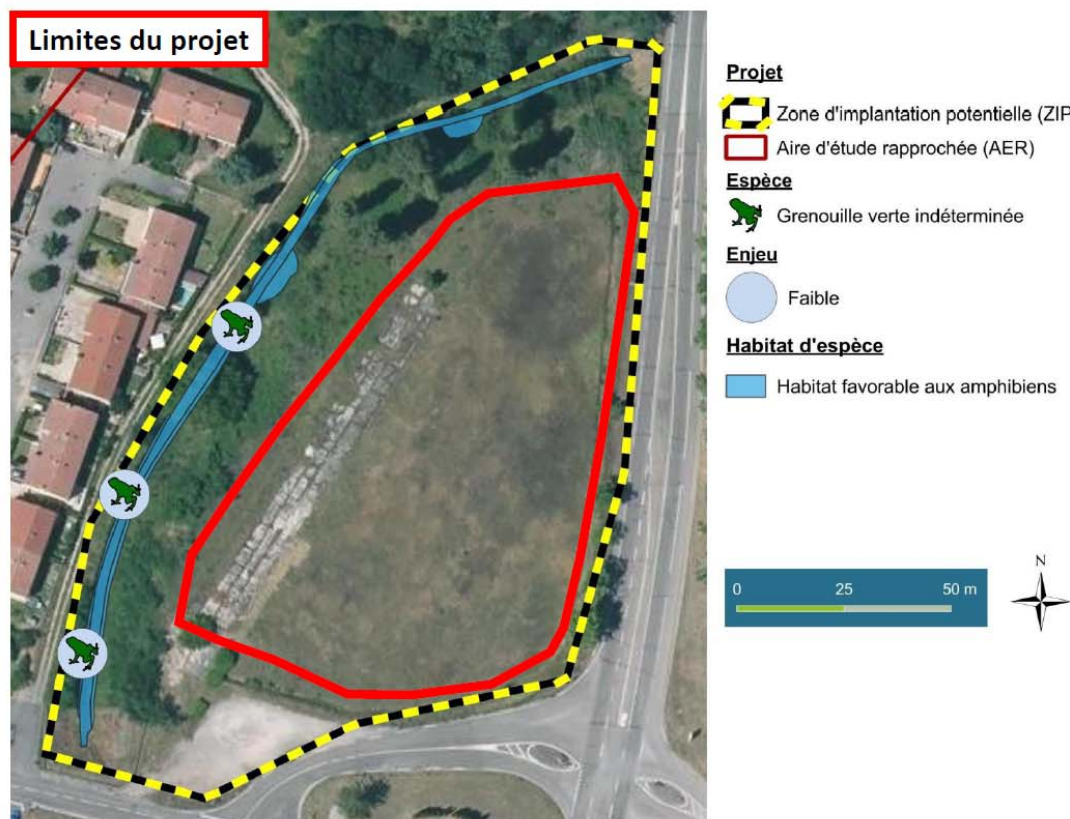 Limites du projet
Projet
Zone d'implantation potentielle (ZIP
Aire d'étude rapprochée (AER)
Espèce
Grenouille verte indéterminée
Enjeu
Faible
Habitat d'espèce
Habitat favorable aux amphibiens
0 25 50 m
N